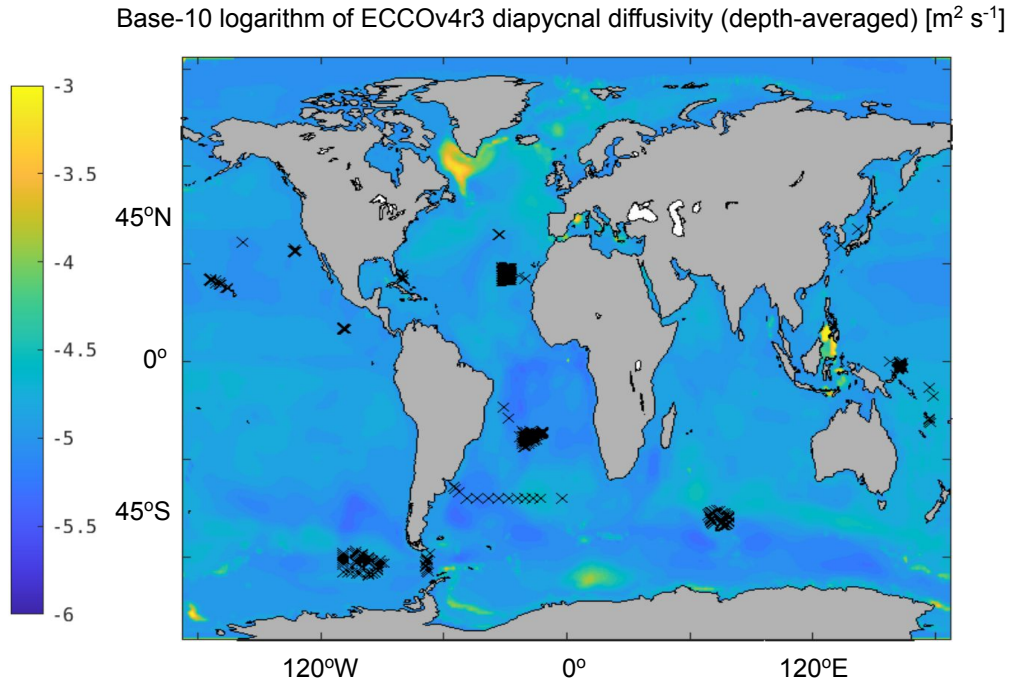 Base-10 logarithm of ECCOv4r3 diapycnal diffusivity (depth-averaged) [m² s⁻¹]
-3
-3.5
-4
-4.5
-5
-5.5
-6
45ºN
0º
45ºS
120ºW
0º
120ºE